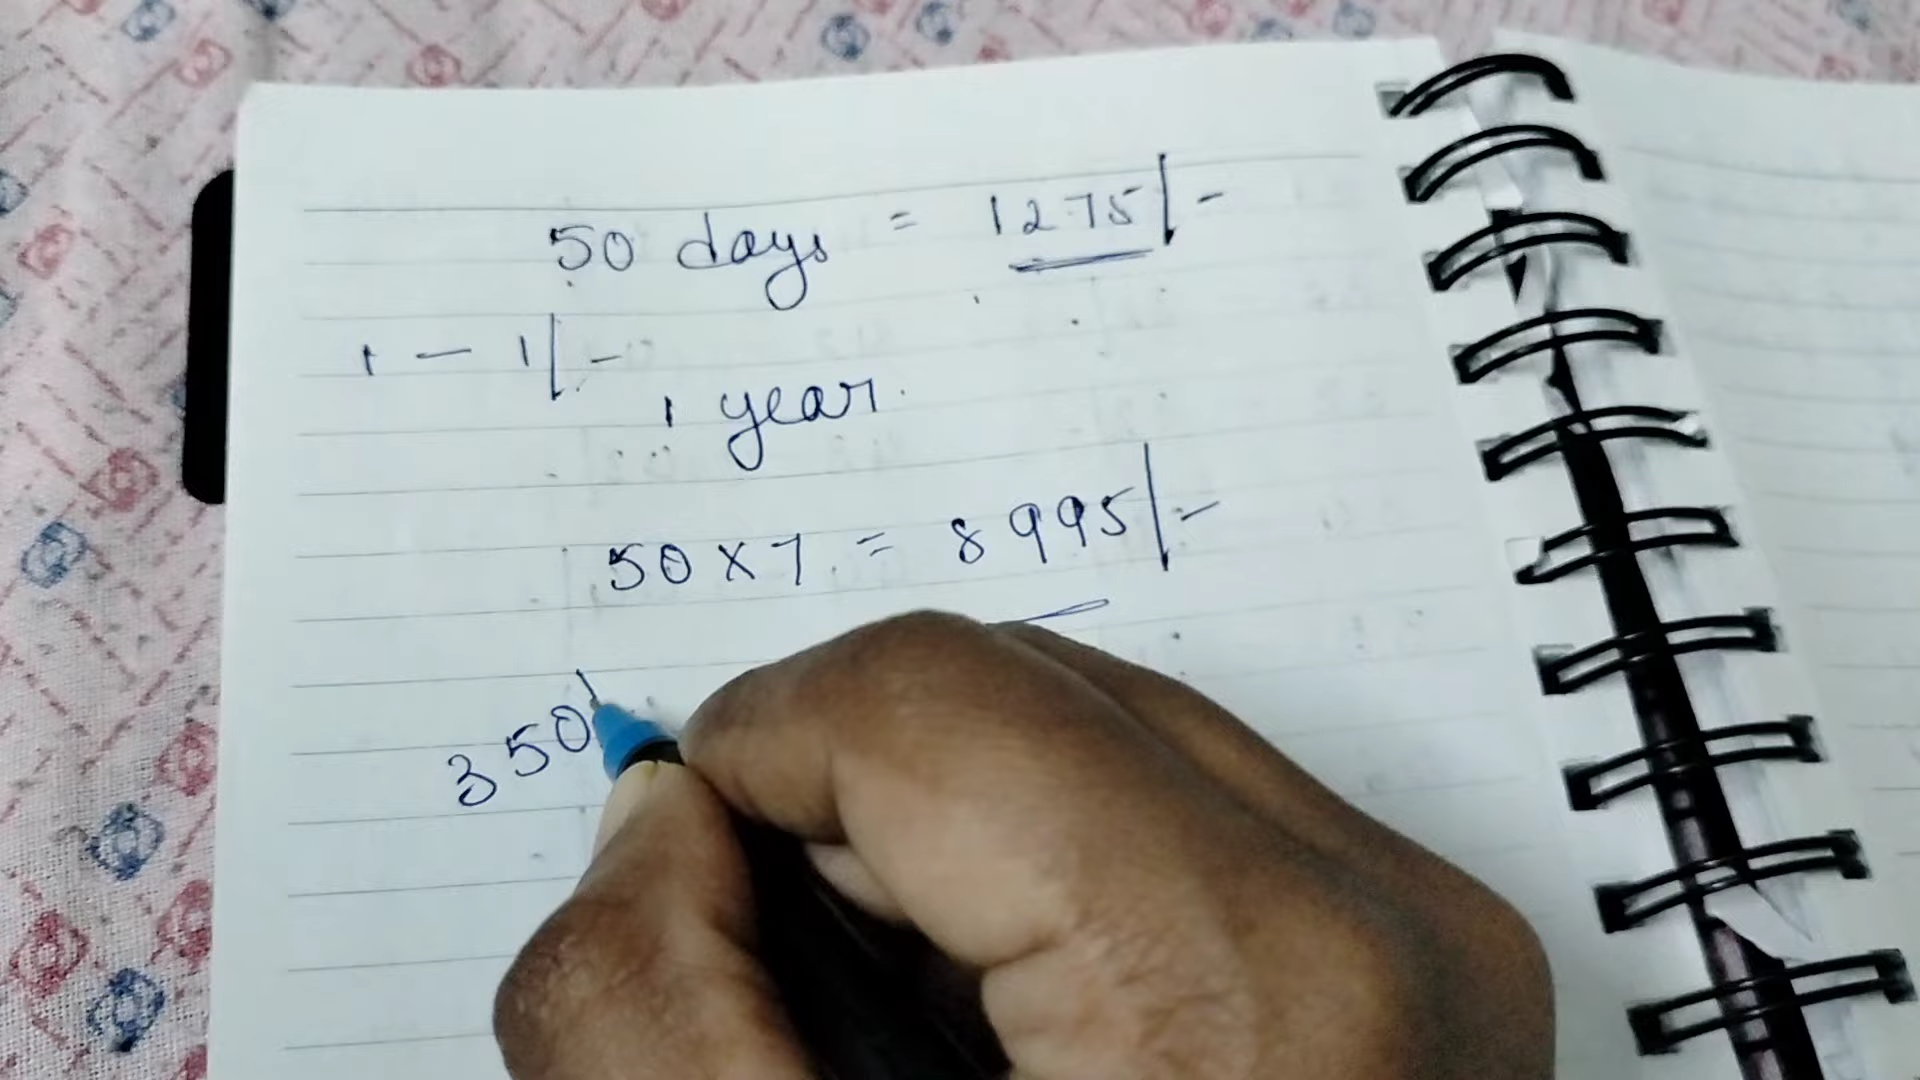 50 days = 1275/-
1 - 1/-
1 year.
50 x 7 = 8995/-
350